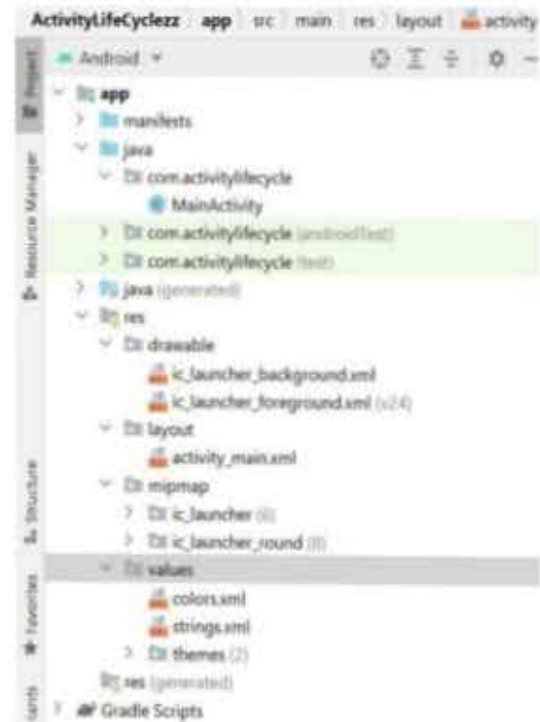 ActivityLifeCyclezz app src main res layout activity
Android
app
manifests
java
com.activitylifecycle
MainActivity
com.activitylifecycle (androidTest)
com.activitylifecycle (test)
java (generated)
res
drawable
ic_launcher_background.xml
ic_launcher_foreground.xml (v24)
layout
activity_main.xml
mipmap
ic_launcher (6)
ic_launcher_round
values
colors.xml
strings.xml
themes (2)
res (generated)
Gradle Scripts
Project
Resource Manager
Structure
Favorites